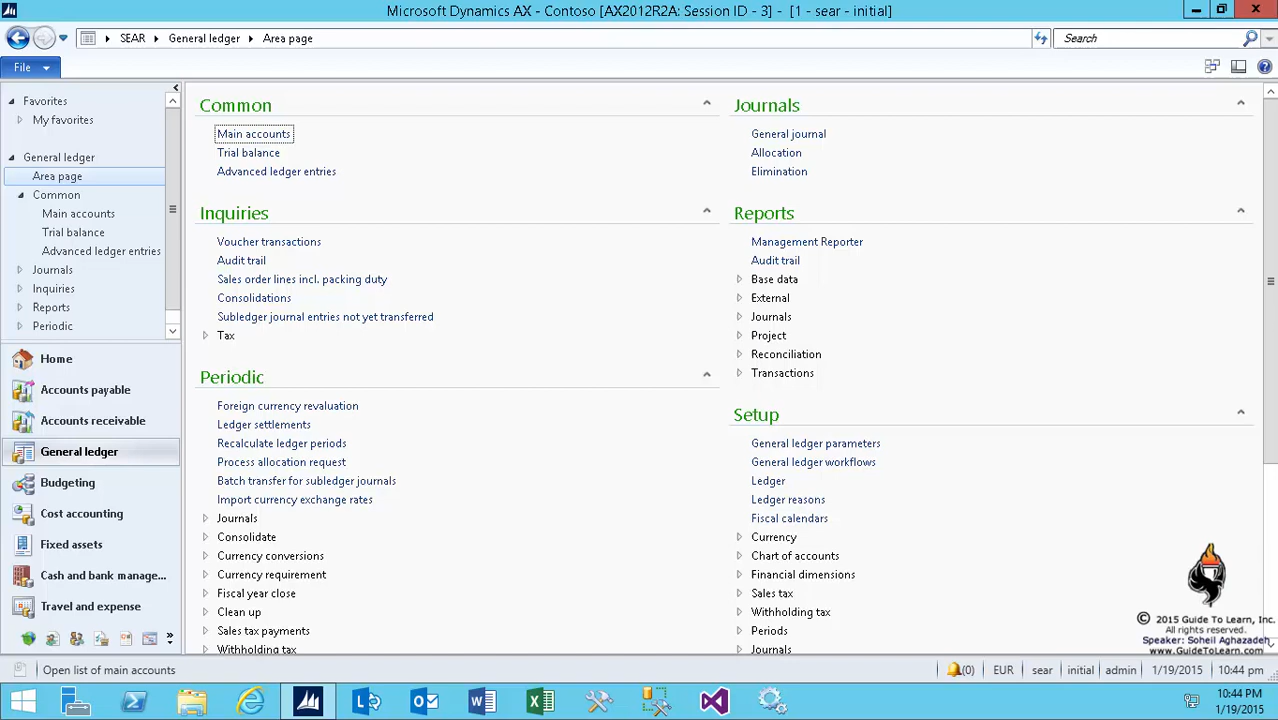 Microsoft Dynamics AX - Contoso [AX2012R2A: Session ID - 3] - [1 - sear - initial]
SEAR General ledger Area page
Search
File
Favorites
My favorites
General ledger
Area page
Common
Main accounts
Trial balance
Advanced ledger entries
Journals
Inquiries
Reports
Periodic
Home
Accounts payable
Accounts receivable
General ledger
Budgeting
Cost accounting
Fixed assets
Cash and bank manage...
Travel and expense
Common
Main accounts
Trial balance
Advanced ledger entries
Inquiries
Voucher transactions
Audit trail
Sales order lines incl. packing duty
Consolidations
Subledger journal entries not yet transferred
Tax
Periodic
Foreign currency revaluation
Ledger settlements
Recalculate ledger periods
Process allocation request
Batch transfer for subledger journals
Import currency exchange rates
Journals
Consolidate
Currency conversions
Currency requirement
Fiscal year close
Clean up
Sales tax payments
Withholding tax
Journals
General journal
Allocation
Elimination
Reports
Management Reporter
Audit trail
Base data
External
Journals
Project
Reconciliation
Transactions
Setup
General ledger parameters
General ledger workflows
Ledger
Ledger reasons
Fiscal calendars
Currency
Chart of accounts
Financial dimensions
Sales tax
Withholding tax
Periods
Journals
© 2015 Guide To Learn, Inc.
All rights reserved.
Speaker: Soheil Aghazadeh
www.GuideToLearn.com
Open list of main accounts
(0) EUR sear initial admin 1/19/2015 10:44 pm
10:44 PM
1/19/2015